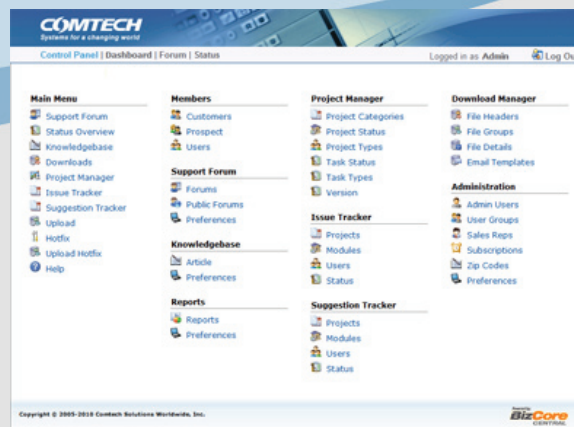 COMTECH
Systems for a changing world
Control Panel | Dashboard | Forum | Status
Logged in as Admin
Log Ou
Main Menu
Support Forum
Status Overview
Knowledgebase
Downloads
Project Manager
Issue Tracker
Suggestion Tracker
Upload
Hotfix
Upload Hotfix
Help
Members
Customers
Prospect
Users
Support Forum
Forums
Public Forums
Preferences
Knowledgebase
Article
Preferences
Reports
Reports
Preferences
Project Manager
Project Categories
Project Status
Project Types
Task Status
Task Types
Version
Issue Tracker
Projects
Modules
Users
Status
Suggestion Tracker
Projects
Modules
Users
Status
Download Manager
File Headers
File Groups
File Details
Email Templates
Administration
Admin Users
User Groups
Sales Reps
Subscriptions
Zip Codes
Preferences
Copyright © 2005-2010 Comtech Solutions Worldwide, Inc.
BizCore
CENTRAL